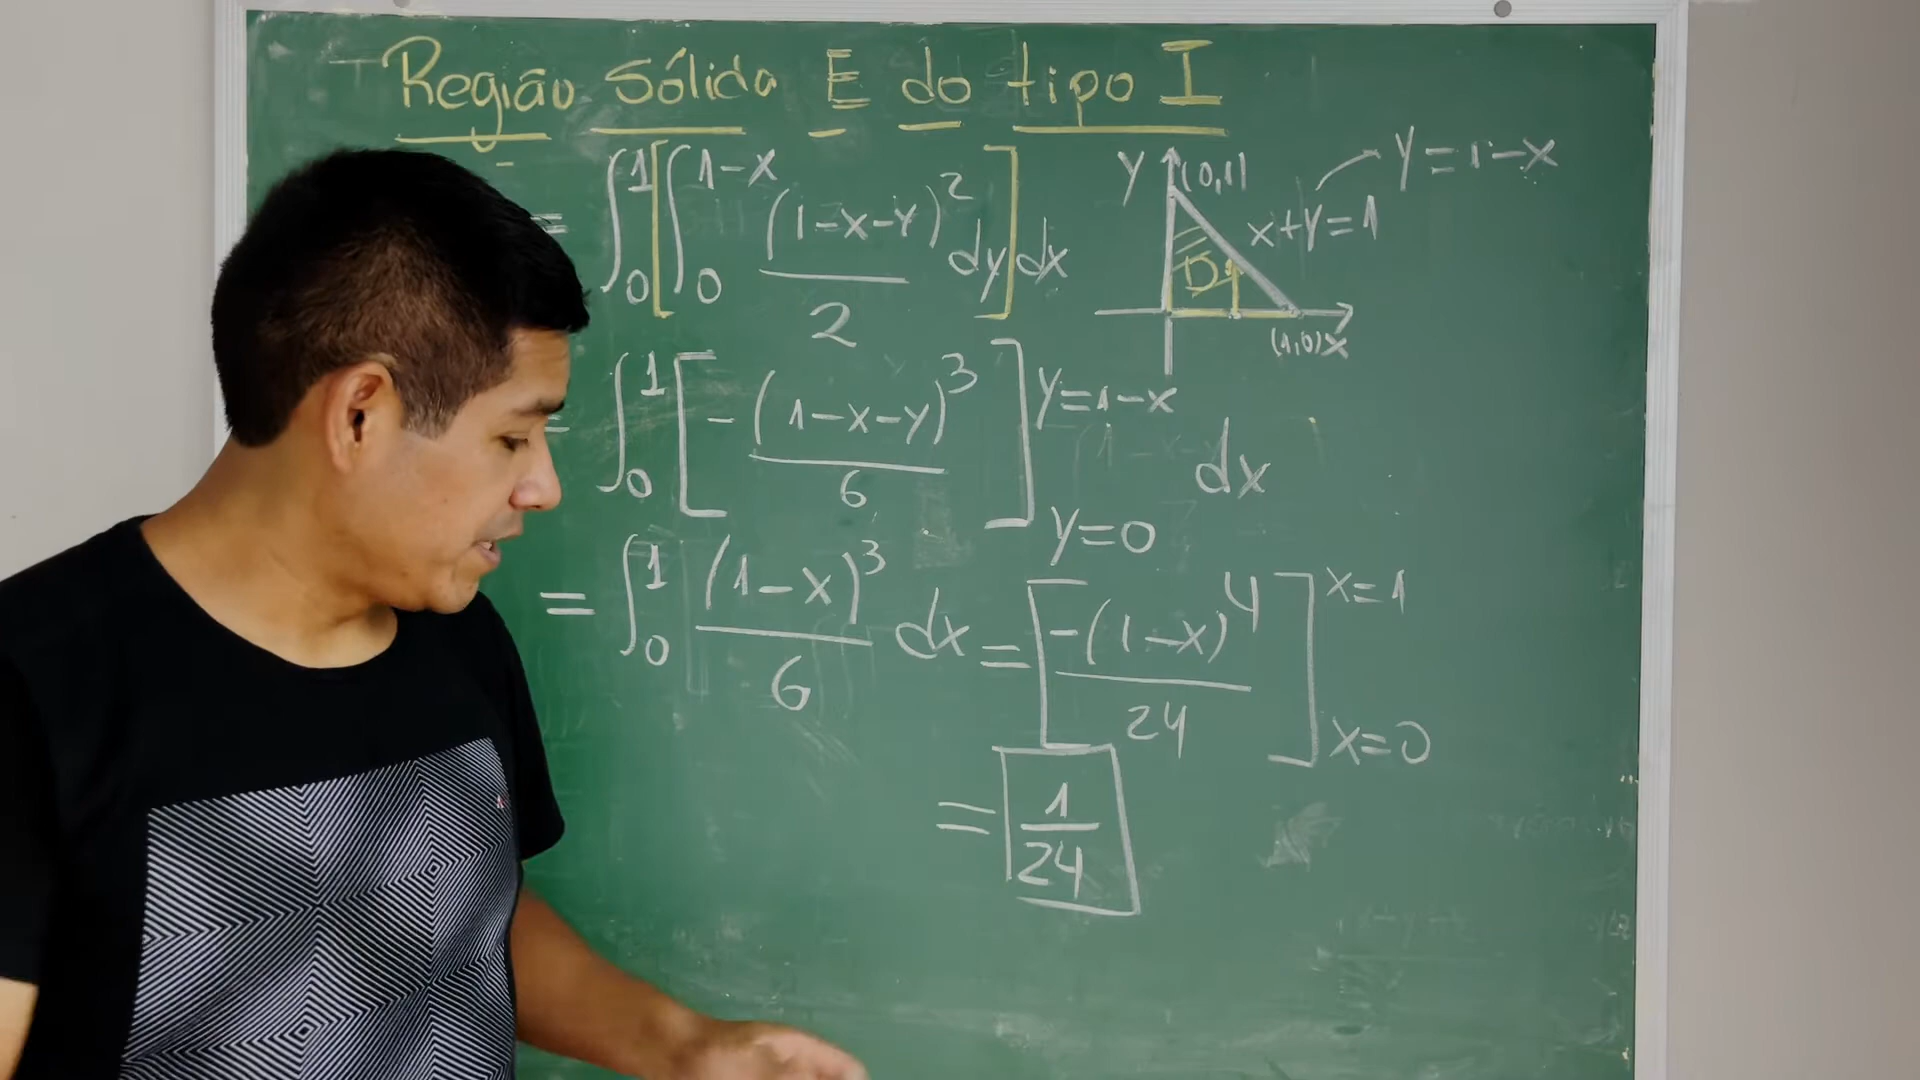 Região Sólida E do tipo I
= ∫₀¹ [ ∫₀^{1-x} (1-x-y)²/2 dy ] dx
y (0,1) y=1-x
x+y=1
D
(1,0) x
= ∫₀¹ [ -(1-x-y)³/6 ]_{y=0}^{y=1-x} dx
= ∫₀¹ (1-x)³/6 dx = [ -(1-x)⁴/24 ]_{x=0}^{x=1}
= 1/24